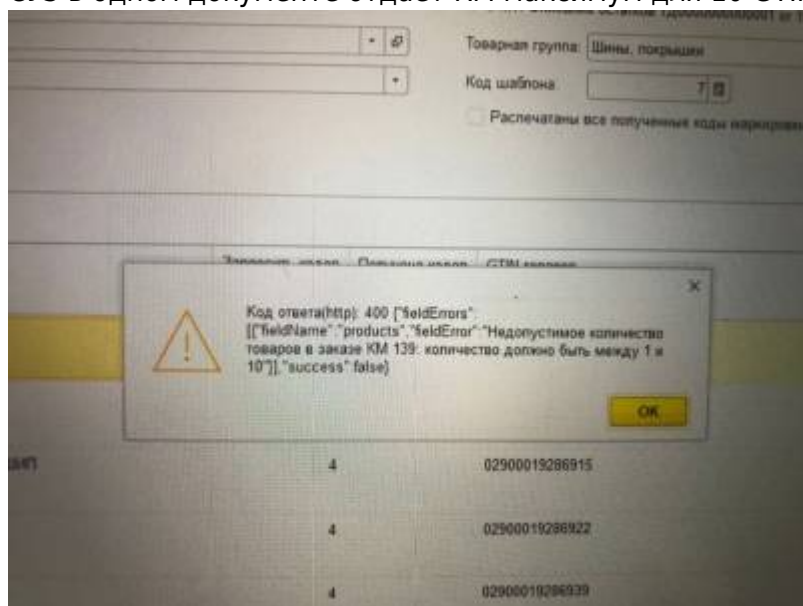 Товарная группа: Шины, покрышки
Код шаблона: 7
Распечатаны все полученные коды
Код ответа(http): 400 {"fieldErrors":
[{"fieldName":"products","fieldError":"Недопустимое количество
товаров в заказе КМ 139: количество должно быть между 1 и
10"}],"success":false}
OK
4 02900019286915
4 02900019286922
4 02900019286939